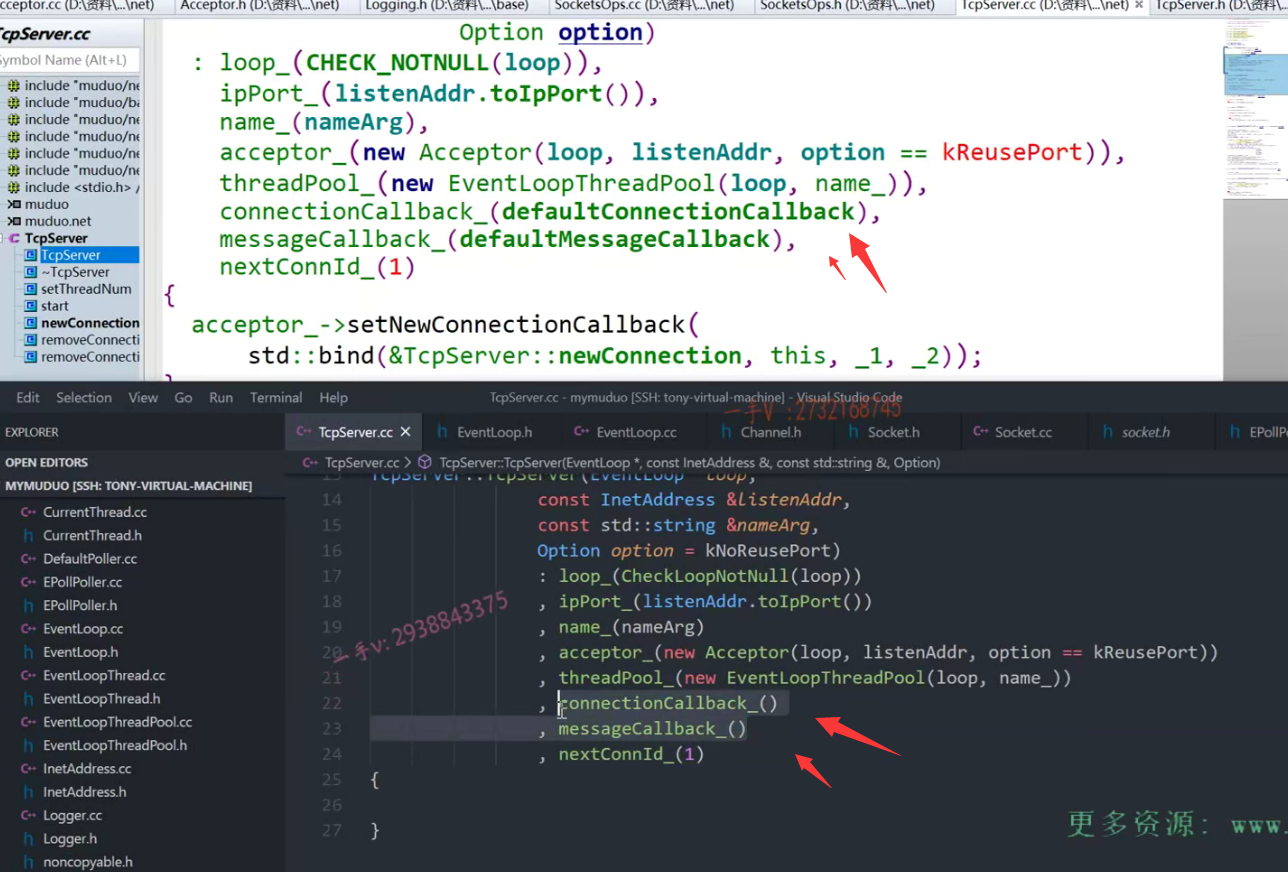 cceptor.cc (D:\资料\...\net)
Acceptor.h (D:\资料\...\net)
Logging.h (D:\资料\...\base)
SocketsOps.cc (D:\资料\...\net)
SocketsOps.h (D:\资料\...\net)
TcpServer.cc (D:\资料\...\net) ×
TcpServer.h (D:\资料\...
TcpServer.cc
Symbol Name (Alt+L)
include "muduo/ne
include "muduo/ba
include "muduo/ne
include "muduo/ne
include "muduo/ne
include "muduo/ne
include <stdio.h> /
muduo
muduo.net
TcpServer
TcpServer
~TcpServer
setThreadNum
start
newConnection
removeConnecti
removeConnecti
Option option)
: loop_(CHECK_NOTNULL(loop)),
ipPort_(listenAddr.toIpPort()),
name_(nameArg),
acceptor_(new Acceptor(loop, listenAddr, option == kReusePort)),
threadPool_(new EventLoopThreadPool(loop, name_)),
connectionCallback_(defaultConnectionCallback),
messageCallback_(defaultMessageCallback),
nextConnId_(1)
{
acceptor_->setNewConnectionCallback(
std::bind(&TcpServer::newConnection, this, _1, _2));
Edit Selection View Go Run Terminal Help
TcpServer.cc - mymuduo [SSH: tony-virtual-machine] - Visual Studio Code
一手V :2732168745
EXPLORER
TcpServer.cc ×
EventLoop.h
EventLoop.cc
Channel.h
Socket.h
Socket.cc
socket.h
EPollP
OPEN EDITORS
MYMUDUO [SSH: TONY-VIRTUAL-MACHINE]
CurrentThread.cc
CurrentThread.h
DefaultPoller.cc
EPollPoller.cc
EPollPoller.h
EventLoop.cc
EventLoop.h
EventLoopThread.cc
EventLoopThread.h
EventLoopThreadPool.cc
EventLoopThreadPool.h
InetAddress.cc
InetAddress.h
Logger.cc
Logger.h
noncopyable.h
TcpServer.cc > TcpServer::TcpServer(EventLoop *, const InetAddress &, const std::string &, Option)
13 TcpServer::TcpServer(EventLoop *loop,
14 const InetAddress &listenAddr,
15 const std::string &nameArg,
16 Option option = kNoReusePort)
17 : loop_(CheckLoopNotNull(loop))
18 , ipPort_(listenAddr.toIpPort())
19 , name_(nameArg)
20 , acceptor_(new Acceptor(loop, listenAddr, option == kReusePort))
21 , threadPool_(new EventLoopThreadPool(loop, name_))
22 , connectionCallback_()
23 , messageCallback_()
24 , nextConnId_(1)
25 {
26
27 }
一手v:2938843375
更多资源: www.